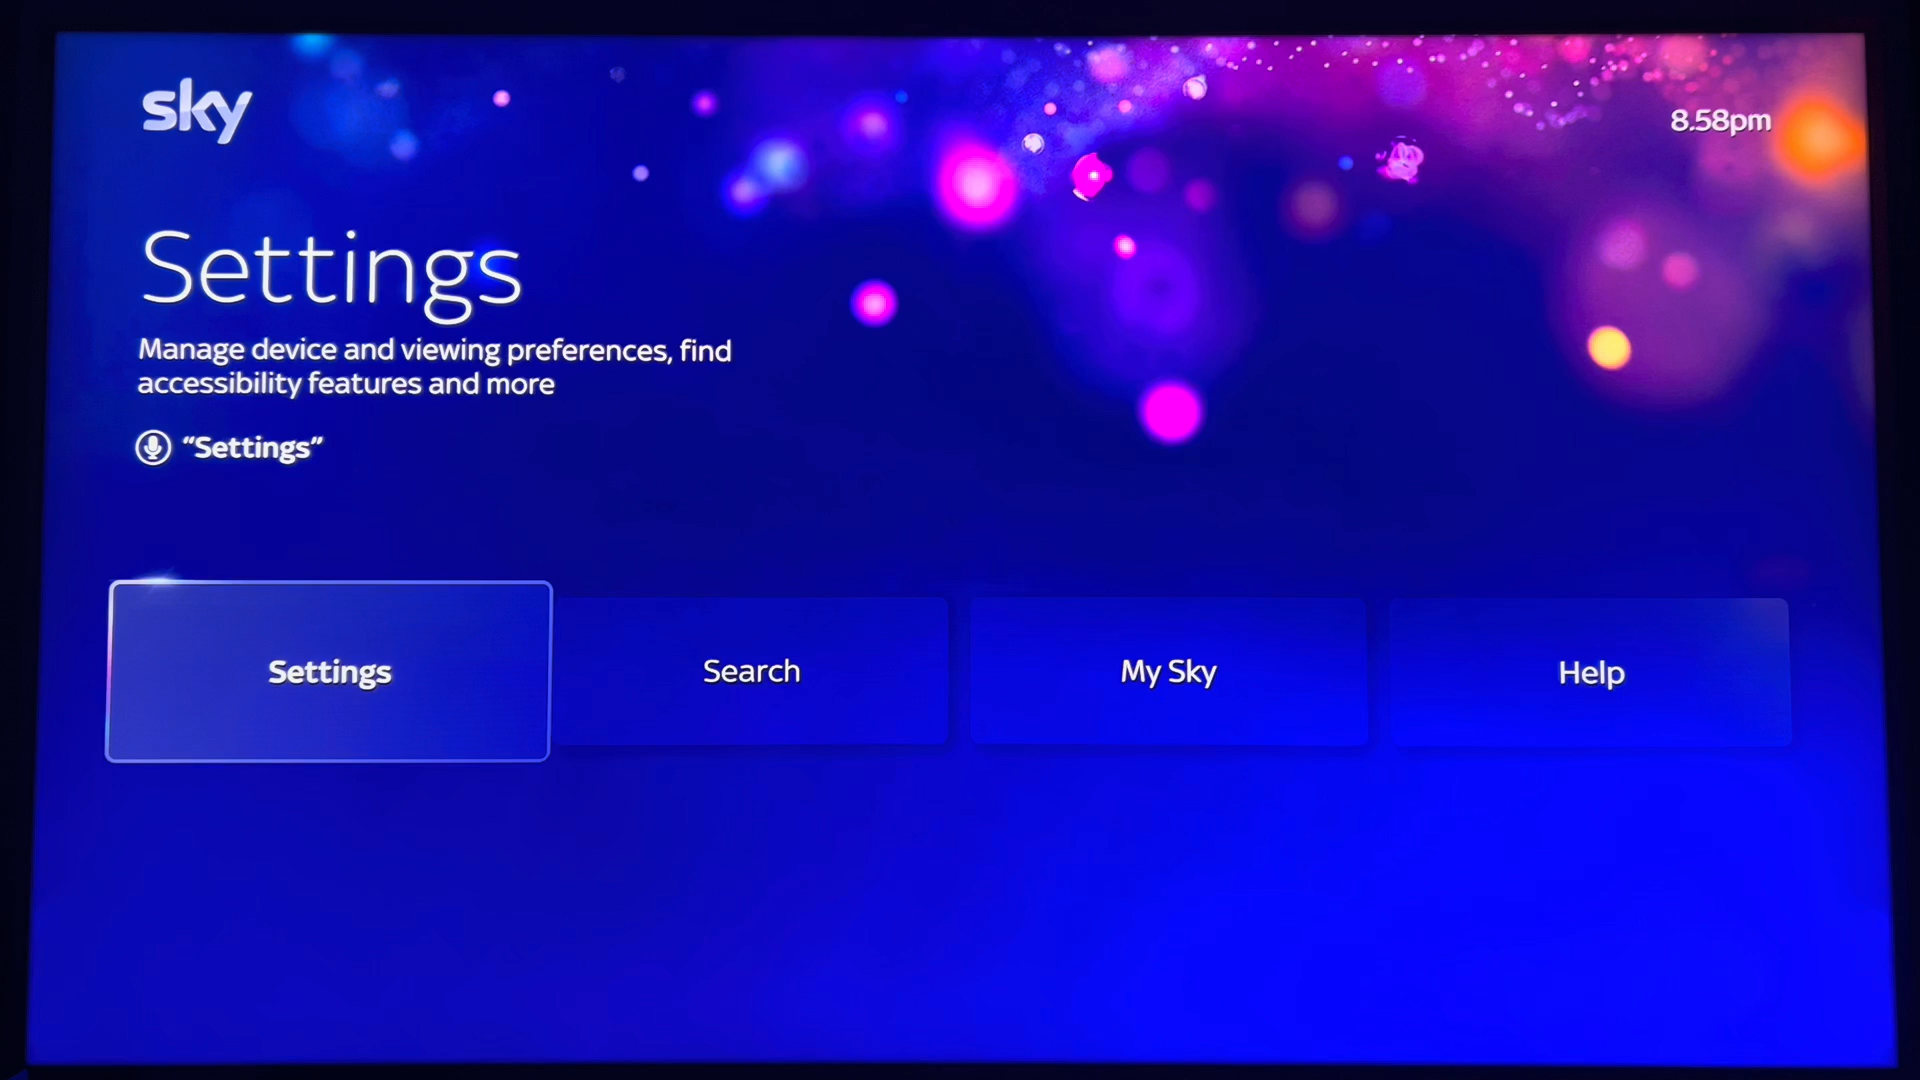 sky
8.58pm
Settings
Manage device and viewing preferences, find
accessibility features and more
“Settings”
Settings
Search
My Sky
Help